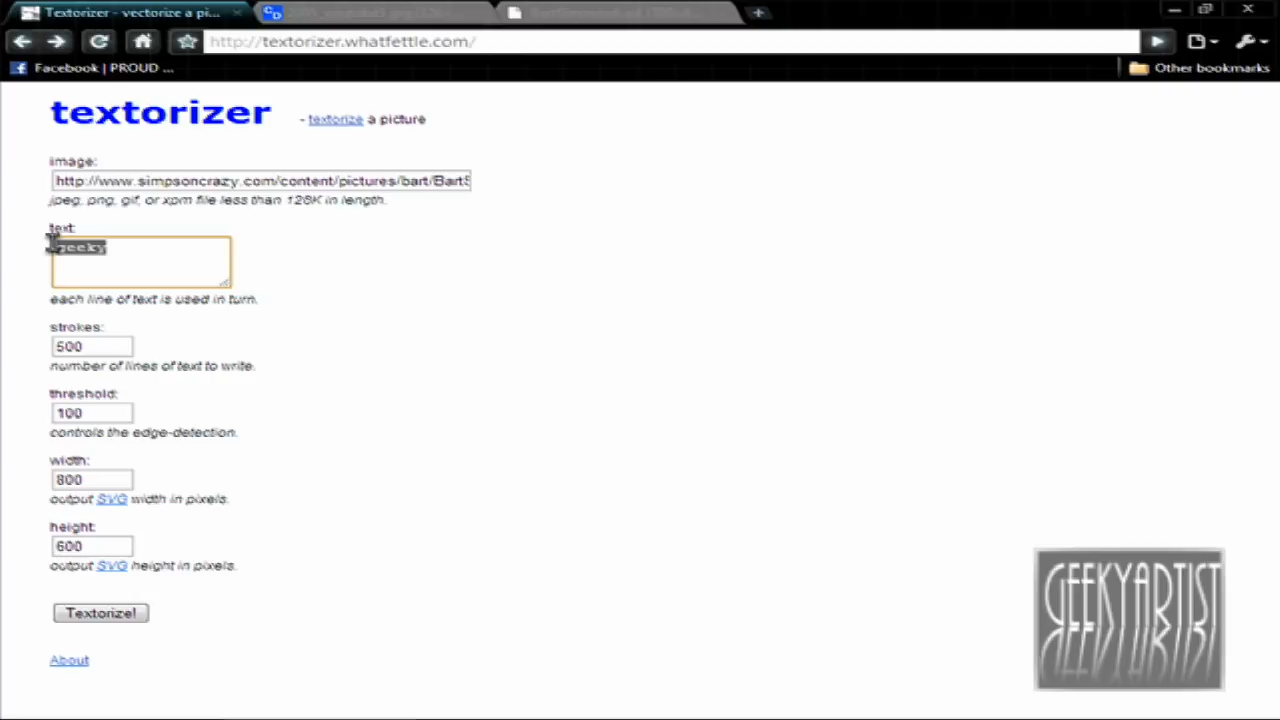 Textorizer - vectorize a pi...
http://textorizer.whatfettle.com/
Facebook | PROUD ...
Other bookmarks
textorizer - textorize a picture
image:
http://www.simpsoncrazy.com/content/pictures/bart/BartS
jpeg, png, gif, or xpm file less than 128K in length.
text:
geeky
each line of text is used in turn.
strokes:
500
number of lines of text to write.
threshold:
100
controls the edge-detection.
width:
800
output SVG width in pixels.
height:
600
output SVG height in pixels.
Textorize!
About
GEEKYARTIST